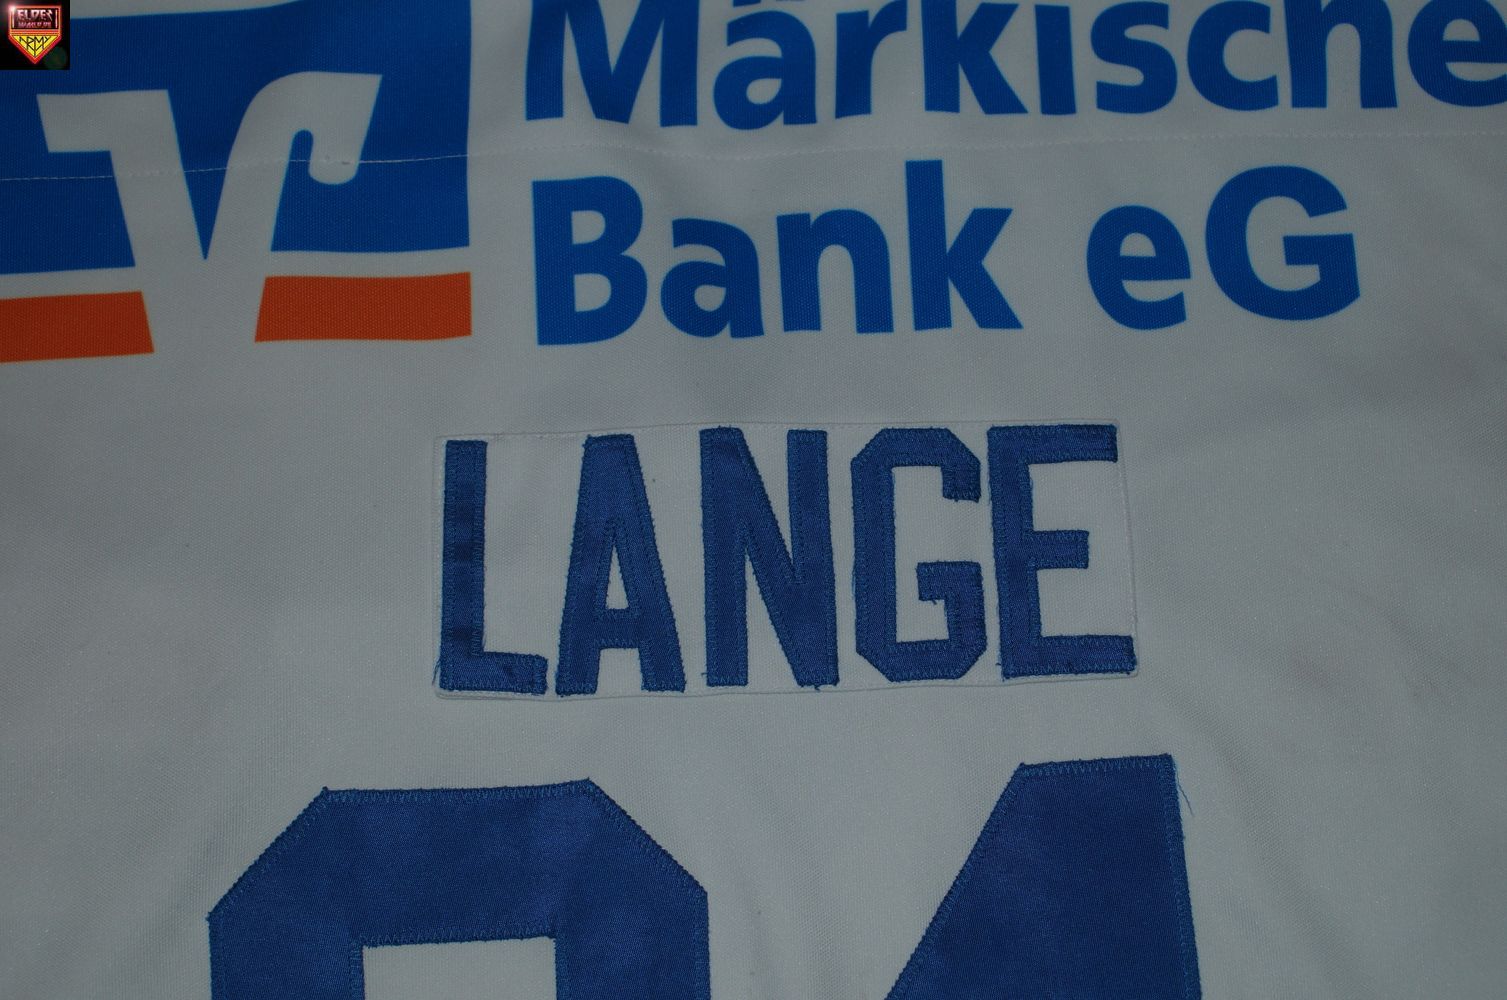 Märkische
Bank eG
LANGE